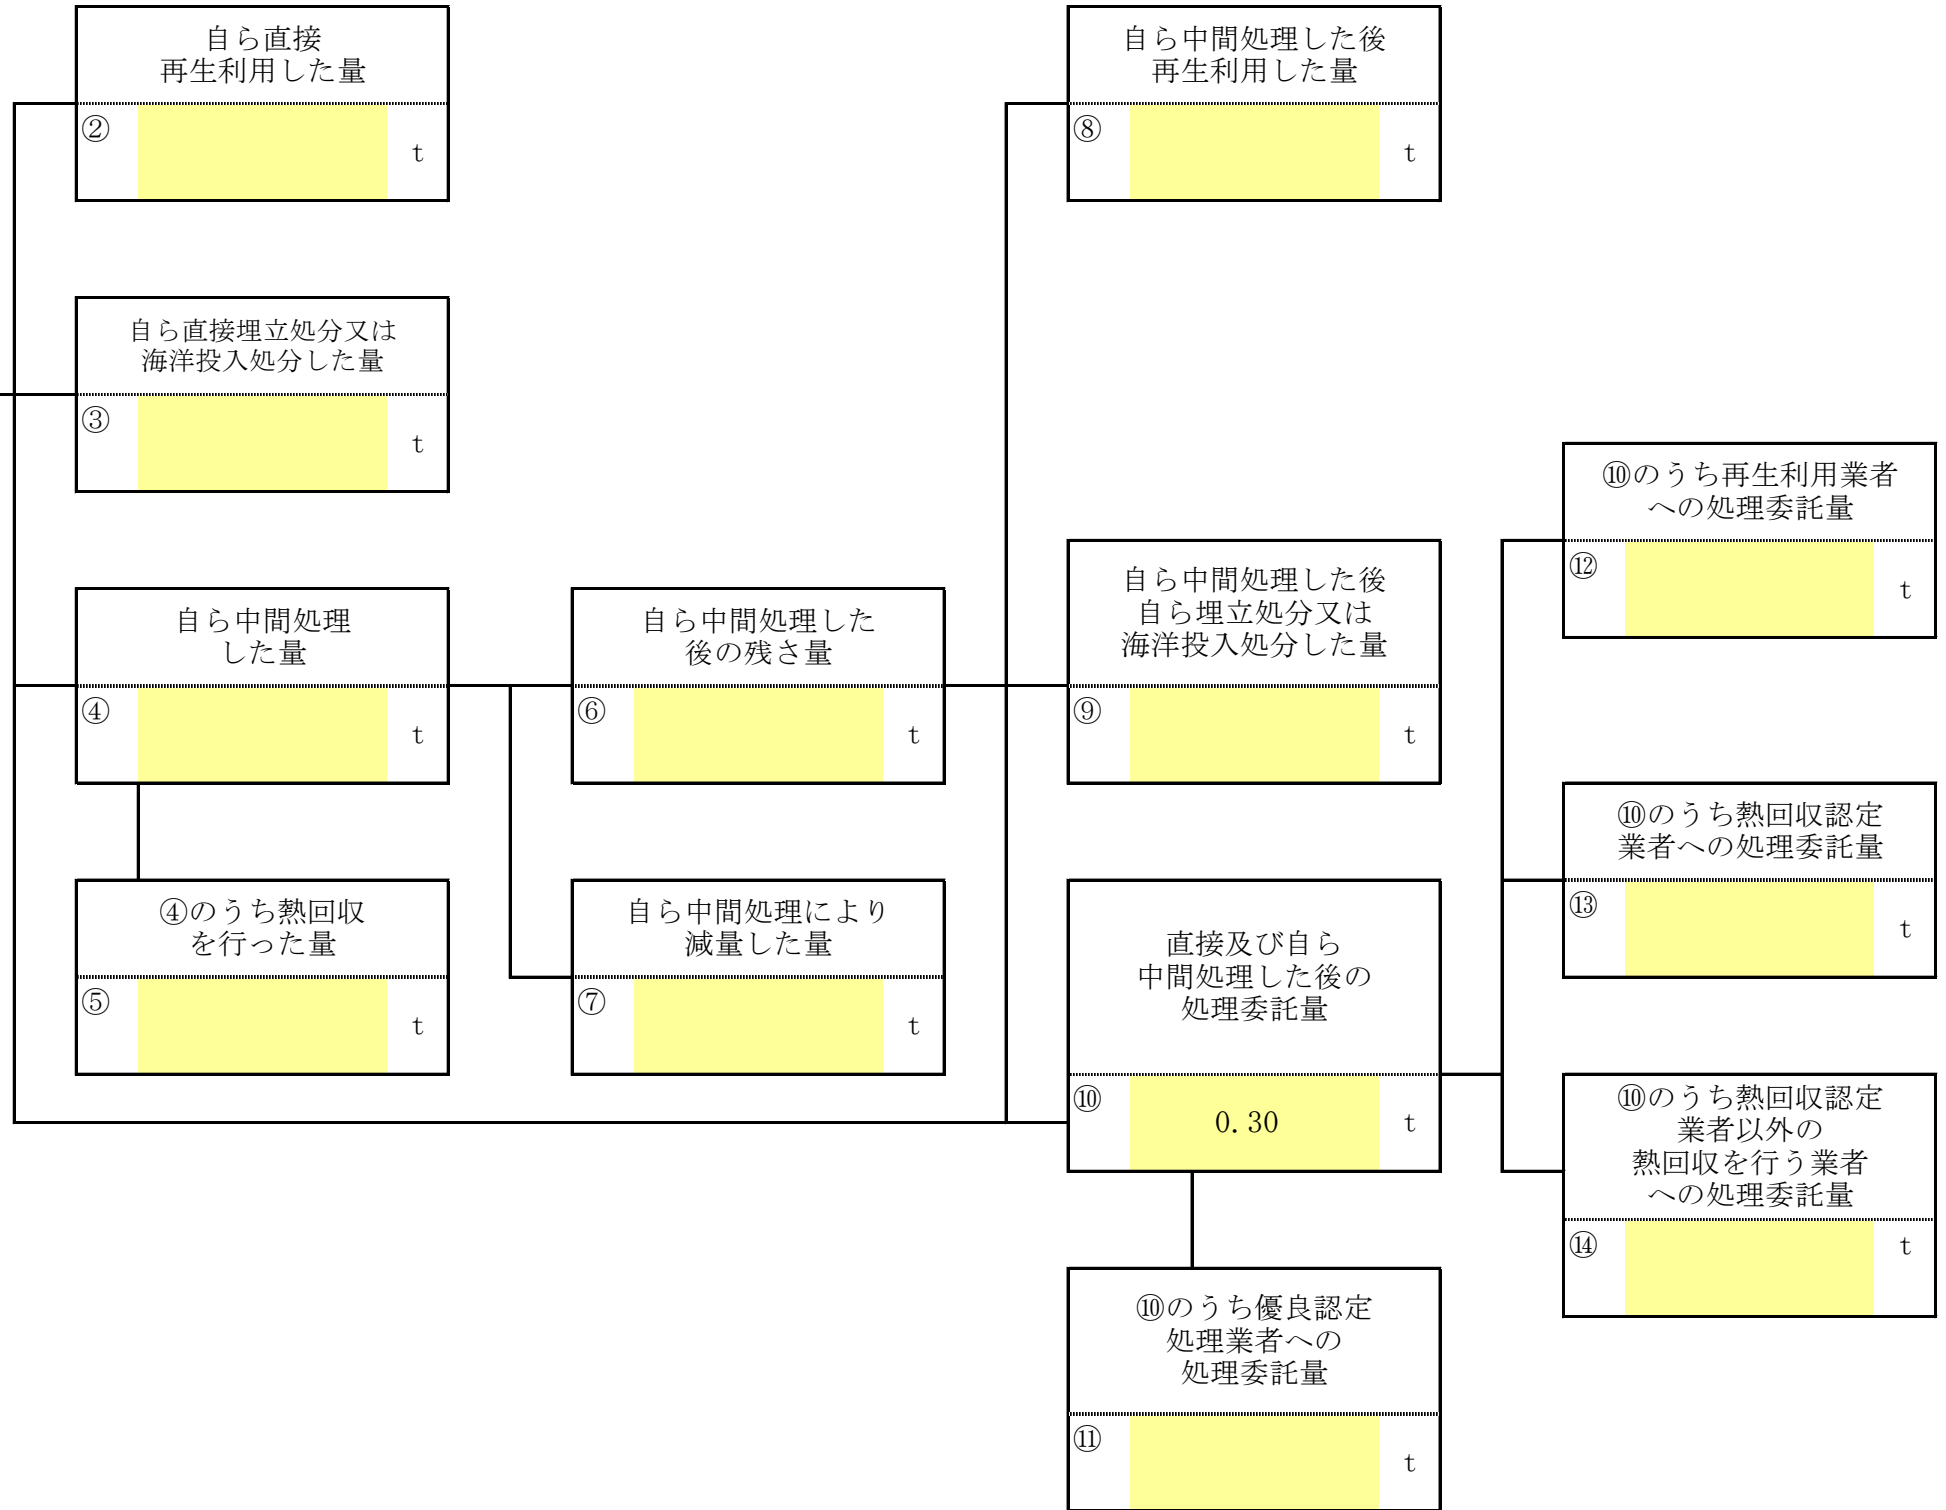 自ら直接
再生利用した量
②
t
自ら中間処理した後
再生利用した量
⑧
t
自ら直接埋立処分又は
海洋投入処分した量
③
t
⑩のうち再生利用業者
への処理委託量
⑫
t
自ら中間処理
した量
④
t
自ら中間処理した
後の残さ量
⑥
t
自ら中間処理した後
自ら埋立処分又は
海洋投入処分した量
⑨
t
⑩のうち熱回収認定
業者への処理委託量
⑬
t
④のうち熱回収
を行った量
⑤
t
自ら中間処理により
減量した量
⑦
t
直接及び自ら
中間処理した後の
処理委託量
⑩
0.30
t
⑩のうち熱回収認定
業者以外の
熱回収を行う業者
への処理委託量
⑭
t
⑩のうち優良認定
処理業者への
処理委託量
⑪
t